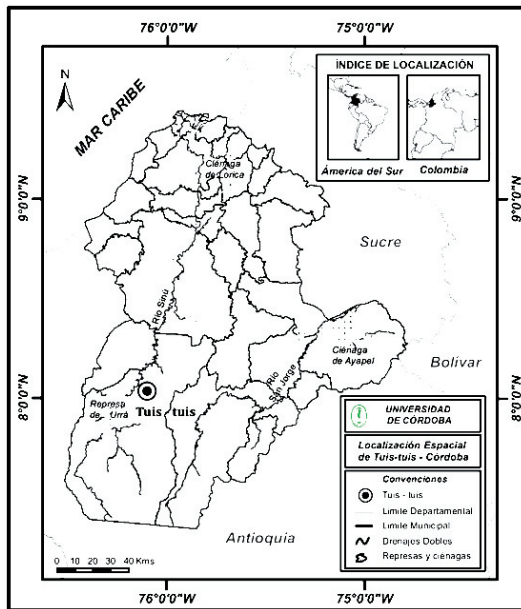 76°0'0"W 75°0'0"W
ÍNDICE DE LOCALIZACIÓN
N
MAR CARIBE
Ámerica del Sur Colombia
Ciénaga
de Lorica
9°0'0"N 9°0'0"N
Sucre
Río Sinú
Ciénaga
de Ayapel
Bolívar
Río
San Jorge
8°0'0"N 8°0'0"N
Represa
de Urrá
Tuis - tuis
UNIVERSIDAD
DE CÓRDOBA
Localización Espacial
de Tuis-tuis - Córdoba
Convenciones
Tuis - tuis
Limite Departamental
Limite Municipal
Drenajes Dobles
Represas y ciénagas
Antioquia
0 10 20 30 40 Kms
76°0'0"W 75°0'0"W